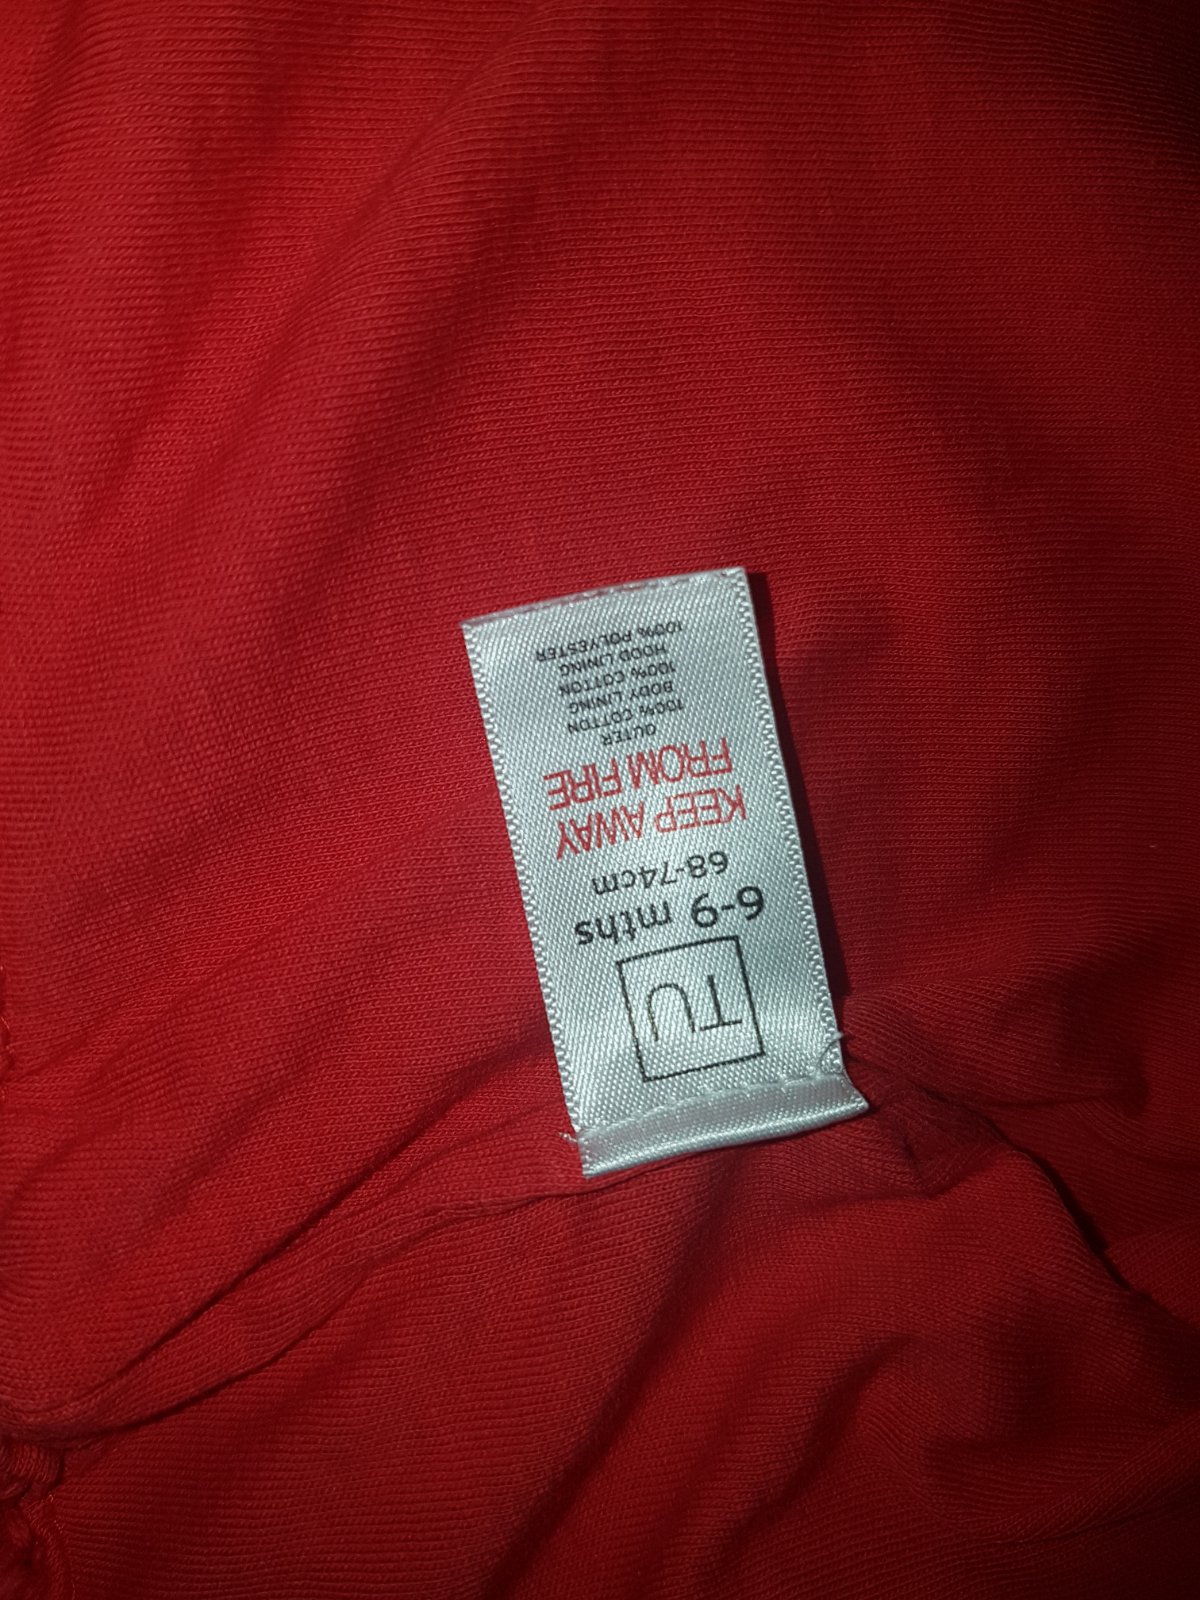 TU
6-9 mths
68-74cm
KEEP AWAY
FROM FIRE
OUTER
100% COTTON
BODY LINING
100% COTTON
HOOD LINING
100% POLYESTER